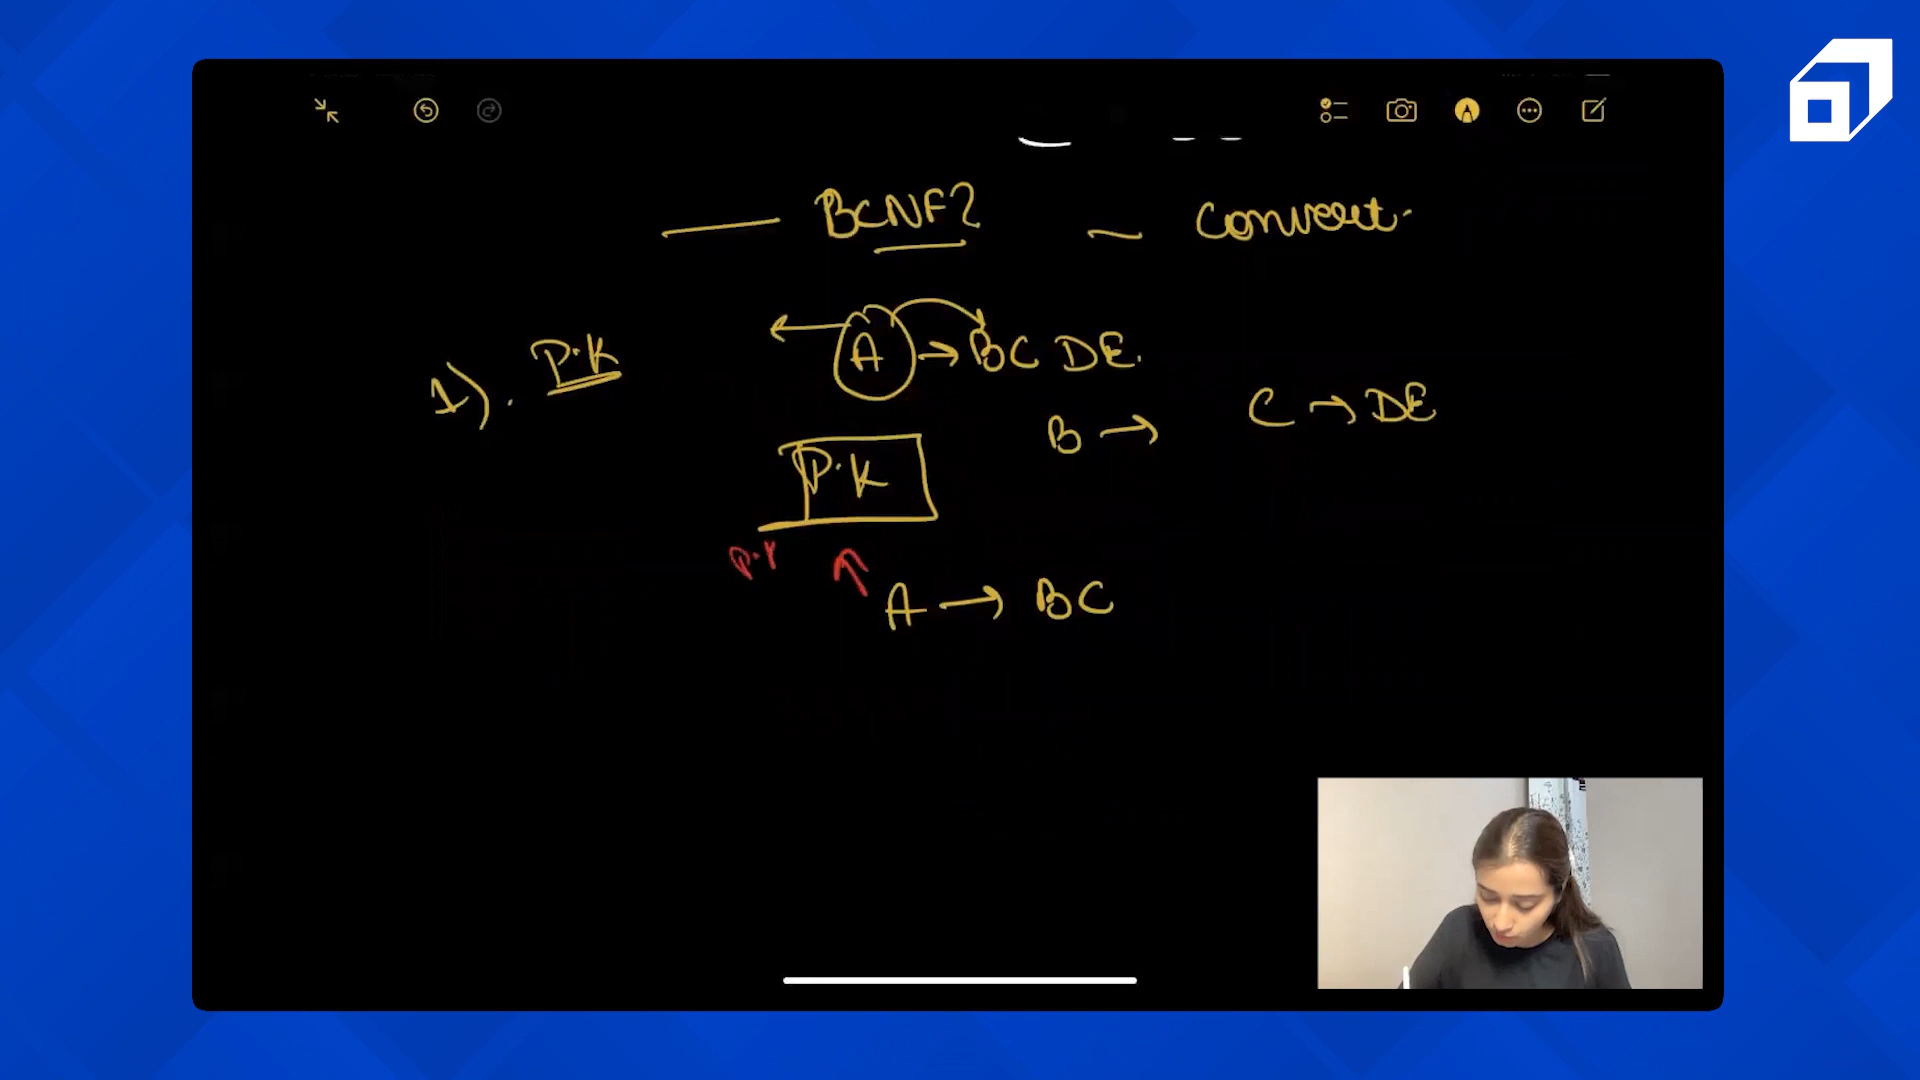 BCNF? - Convert.
1). P.K
A → BC DE.
B →
C → DE
P.K
P.K
A → BC